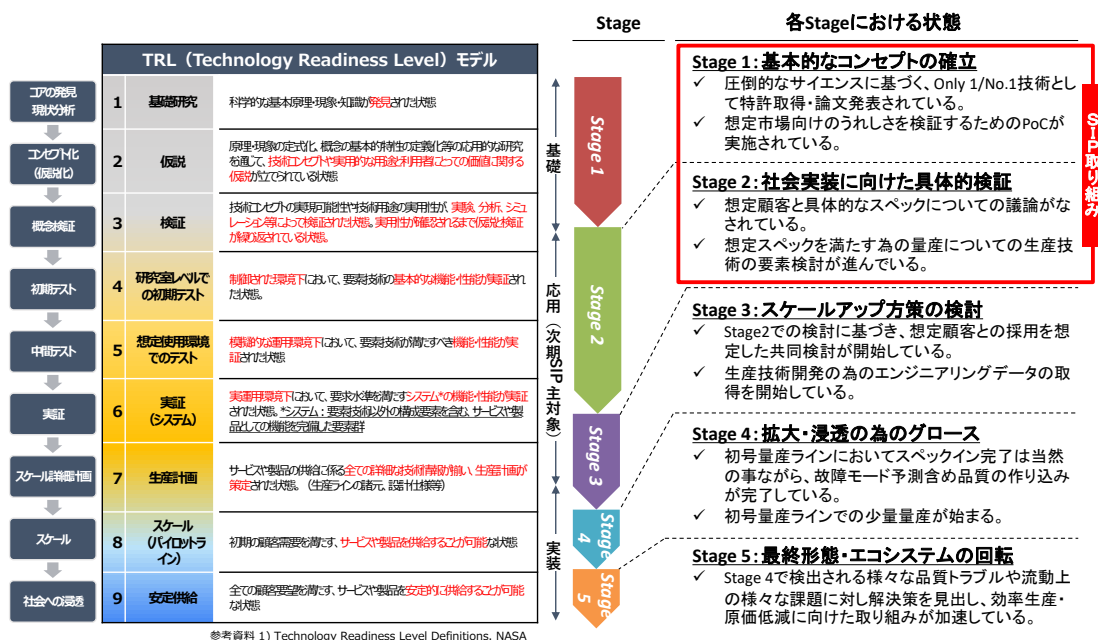 Stage
各Stageにおける状態
TRL（Technology Readiness Level）モデル
コアの発見
現状分析
1
基礎研究
科学的な基本原理・現象・知識が発見された状態
コンセプト化
（仮説化）
2
仮説
原理・現象の定式化、概念の基本的特性の定義化等の応用的な研究
を通じて、技術コンセプトや実用的な用途と利用者にとっての価値に関する
仮説が立てられている状態
概念検証
3
検証
技術コンセプトの実現可能性や技術用途の実用性が、実験、分析、シミュ
レーション等によって検証された状態。実用性が確認されるまで仮説と検証
が繰り返されている状態。
初期テスト
4
研究室レベルで
の初期テスト
制御された環境下において、要素技術の基本的な機能・性能が実証され
た状態。
中間テスト
5
想定使用環境
でのテスト
模擬的な運用環境下において、要素技術が満たすべき機能・性能が実
証された状態
実証
6
実証
（システム）
実運用環境下において、要求水準を満たすシステム*の機能・性能が実証
された状態。*システム：要素技術以外の構成要素を含む、サービスや製
品としての機能を完備した要素群
スケール詳細計画
7
生産計画
サービスや製品の供給に係る全ての詳細な技術情報が揃い、生産計画が
策定された状態。（生産ラインの諸元、設計仕様等）
スケール
8
スケール
（パイロットラ
イン）
初期の顧客需要を満たす、サービスや製品を供給することが可能な状態
社会への浸透
9
安定供給
全ての顧客要望を満たす、サービスや製品を安定的に供給することが可能
な状態
参考資料 1) Technology Readiness Level Definitions, NASA
基礎
応用（次期SIP主対象）
実装
Stage 1
Stage 2
Stage 3
Stage 4
Stage 5
Stage 1：基本的なコンセプトの確立
✓ 圧倒的なサイエンスに基づく、Only 1/No.1技術とし
て特許取得・論文発表されている。
✓ 想定市場向けのうれしさを検証するためのPoCが
実施されている。
Stage 2：社会実装に向けた具体的検証
✓ 想定顧客と具体的なスペックについての議論がな
されている。
✓ 想定スペックを満たす為の量産についての生産技
術の要素検討が進んでいる。
SIP取り組み
Stage 3：スケールアップ方策の検討
✓ Stage2での検討に基づき、想定顧客との採用を想
定した共同検討が開始している。
✓ 生産技術開発の為のエンジニアリングデータの取
得を開始している。
Stage 4：拡大・浸透の為のグロース
✓ 初号量産ラインにおいてスペックイン完了は当然
の事ながら、故障モード予測含め品質の作り込み
が完了している。
✓ 初号量産ラインでの少量量産が始まる。
Stage 5：最終形態・エコシステムの回転
✓ Stage 4で検出される様々な品質トラブルや流動上
の様々な課題に対し解決策を見出し、効率生産・
原価低減に向けた取り組みが加速している。